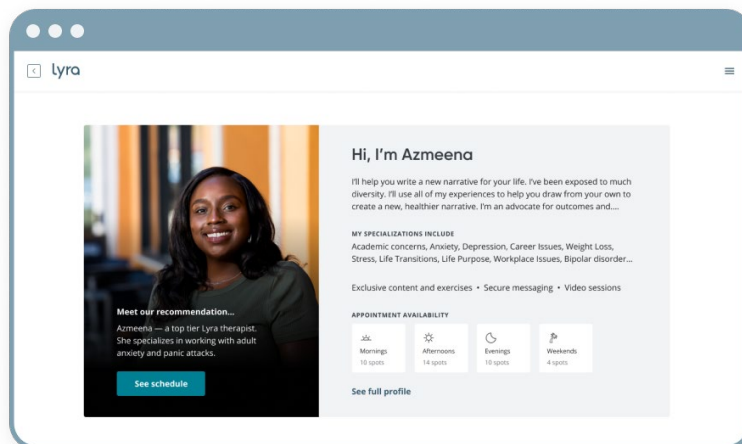 lyra
Meet our recommendation...
Azmeena — a top tier Lyra therapist.
She specializes in working with adult
anxiety and panic attacks.
See schedule
Hi, I'm Azmeena
I'll help you write a new narrative for your life. I've been exposed to much
diversity. I'll use all of my experiences to help you draw from your own to
create a new, healthier narrative. I'm an advocate for outcomes and....
MY SPECIALIZATIONS INCLUDE
Academic concerns, Anxiety, Depression, Career Issues, Weight Loss,
Stress, Life Transitions, Life Purpose, Workplace Issues, Bipolar disorder...
Exclusive content and exercises • Secure messaging • Video sessions
APPOINTMENT AVAILABILITY
Mornings
10 spots
Afternoons
14 spots
Evenings
10 spots
Weekends
4 spots
See full profile